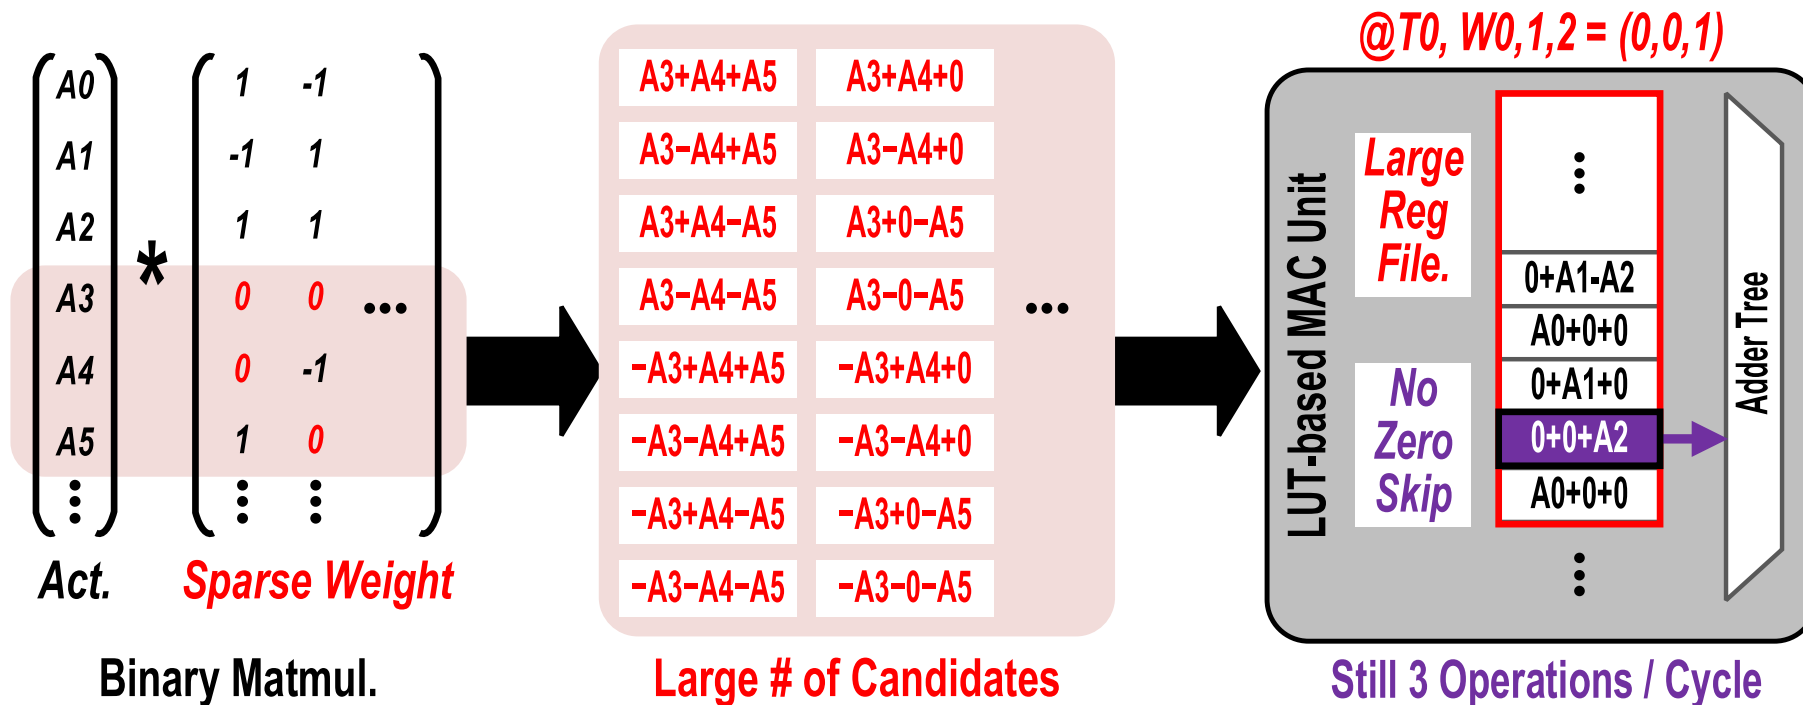 A0
A1
A2
A3
A4
A5
Act.
*
1 -1
-1 1
1 1
0 0
0 -1
1 0
Sparse Weight
Binary Matmul.
A3+A4+A5 A3+A4+0
A3−A4+A5 A3−A4+0
A3+A4−A5 A3+0−A5
A3−A4−A5 A3−0−A5
−A3+A4+A5 −A3+A4+0
−A3−A4+A5 −A3−A4+0
−A3+A4−A5 −A3+0−A5
−A3−A4−A5 −A3−0−A5
Large # of Candidates
@T0, W0,1,2 = (0,0,1)
LUT-based MAC Unit
Large
Reg
File.
No
Zero
Skip
0+A1-A2
A0+0+0
0+A1+0
0+0+A2
A0+0+0
Adder Tree
Still 3 Operations / Cycle